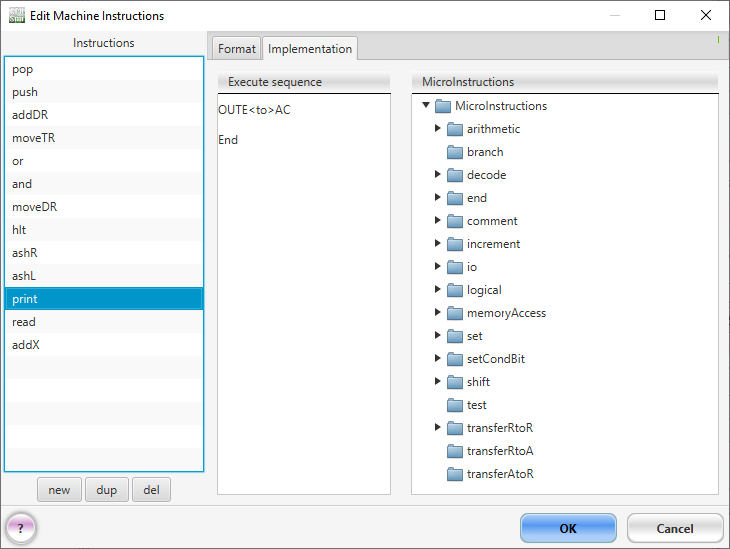 Edit Machine Instructions
Instructions
pop
push
addDR
moveTR
or
and
moveDR
hlt
ashR
ashL
print
read
addX
new dup del
Format Implementation
Execute sequence
OUTE<to>AC
End
MicroInstructions
MicroInstructions
arithmetic
branch
decode
end
comment
increment
io
logical
memoryAccess
set
setCondBit
shift
test
transferRtoR
transferRtoA
transferAtoR
?
OK Cancel